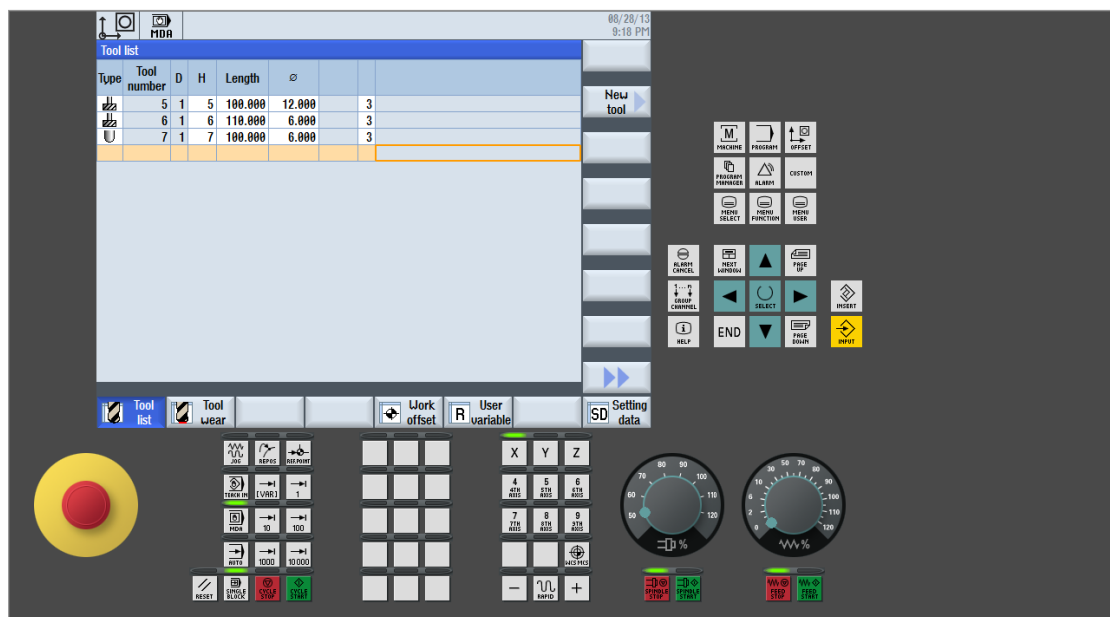 08/28/13
9:18 PM
MDA
Tool list
Type Tool number D H Length ⌀
5 1 5 100.000 12.000 3
6 1 6 110.000 6.000 3
7 1 7 100.000 6.000 3
New tool
Tool list
Tool wear
Work offset
R User variable
SD Setting data
M MACHINE
PROGRAM
OFFSET
PROGRAM MANAGER
ALARM
CUSTOM
MENU SELECT
MENU FUNCTION
MENU USER
ALARM CANCEL
NEXT WINDOW
PAGE UP
1...n GROUP CHANNEL
SELECT
INSERT
i HELP
END
PAGE DOWN
INPUT
JOG
REPOS
REF.POINT
TEACH IN
[VAR]
1
MDA
10
100
AUTO
1000
10000
RESET
SINGLE BLOCK
CYCLE STOP
CYCLE START
X
Y
Z
4 4TH AXIS
5 5TH AXIS
6 6TH AXIS
7 7TH AXIS
8 8TH AXIS
9 9TH AXIS
WCS MCS
−
RAPID
+
50 60 70 80 90 100 110 120
%
0 2 6 10 30 50 70 80 90 100 120
%
SPINDLE STOP
SPINDLE START
FEED STOP
FEED START